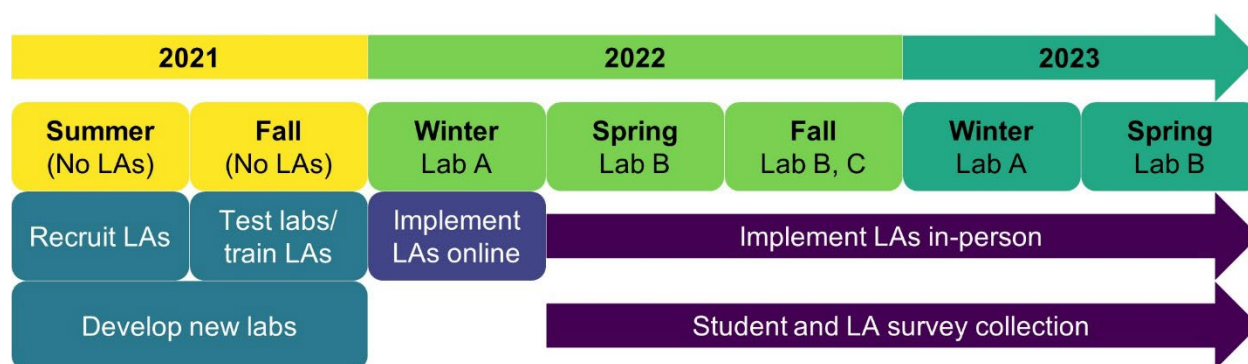 2021 2022 2023
Summer Fall Winter Spring Fall Winter Spring
(No LAs) (No LAs) Lab A Lab B Lab B, C Lab A Lab B
Recruit LAs
Test labs/
train LAs
Implement
LAs online
Implement LAs in-person
Develop new labs
Student and LA survey collection